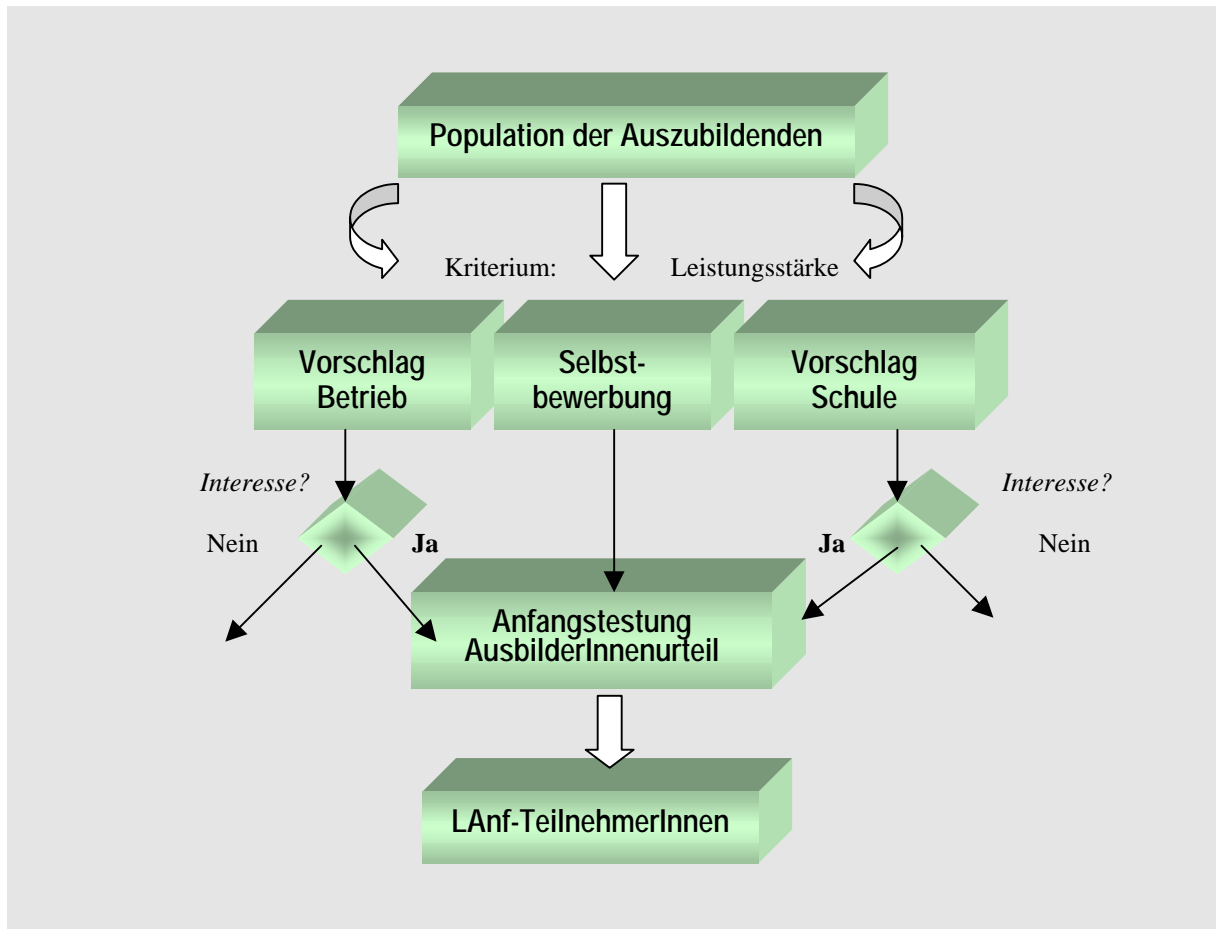 Population der Auszubildenden
Kriterium: Leistungsstärke
Vorschlag
Betrieb
Selbst-
bewerbung
Vorschlag
Schule
Interesse?
Interesse?
Nein
Ja
Ja
Nein
Anfangstestung
AusbilderInnenurteil
LAnf-TeilnehmerInnen